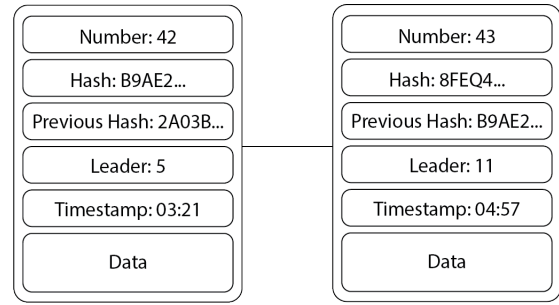 Number: 42
Hash: B9AE2...
Previous Hash: 2A03B...
Leader: 5
Timestamp: 03:21
Data
Number: 43
Hash: 8FEQ4...
Previous Hash: B9AE2...
Leader: 11
Timestamp: 04:57
Data